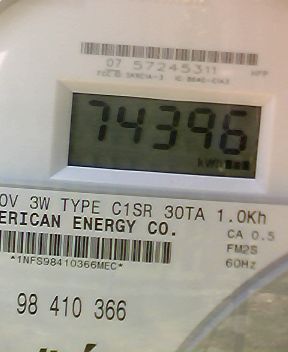 07 57245311
74396
kWh
0V 3W TYPE C1SR 30TA 1.0Kh
ERICAN ENERGY CO.
CA 0.5
FM2S
60Hz
*1NFS98410366MEC*
98 410 366